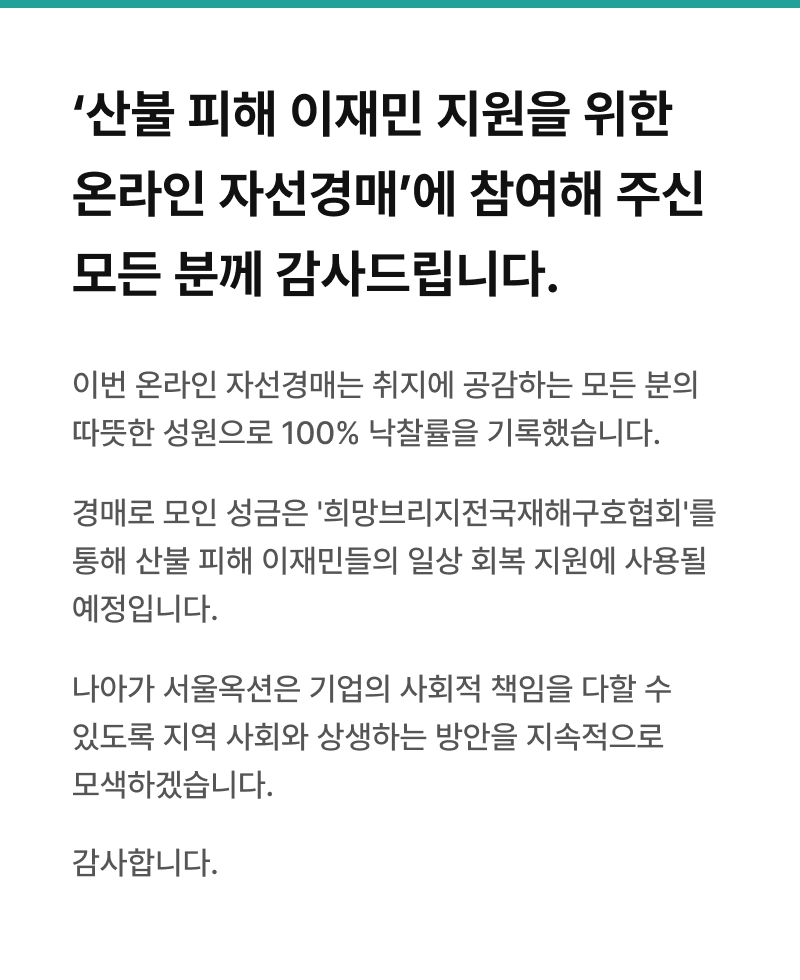 ‘산불 피해 이재민 지원을 위한
온라인 자선경매’에 참여해 주신
모든 분께 감사드립니다.
이번 온라인 자선경매는 취지에 공감하는 모든 분의
따뜻한 성원으로 100% 낙찰률을 기록했습니다.
경매로 모인 성금은 '희망브리지전국재해구호협회'를
통해 산불 피해 이재민들의 일상 회복 지원에 사용될
예정입니다.
나아가 서울옥션은 기업의 사회적 책임을 다할 수
있도록 지역 사회와 상생하는 방안을 지속적으로
모색하겠습니다.
감사합니다.